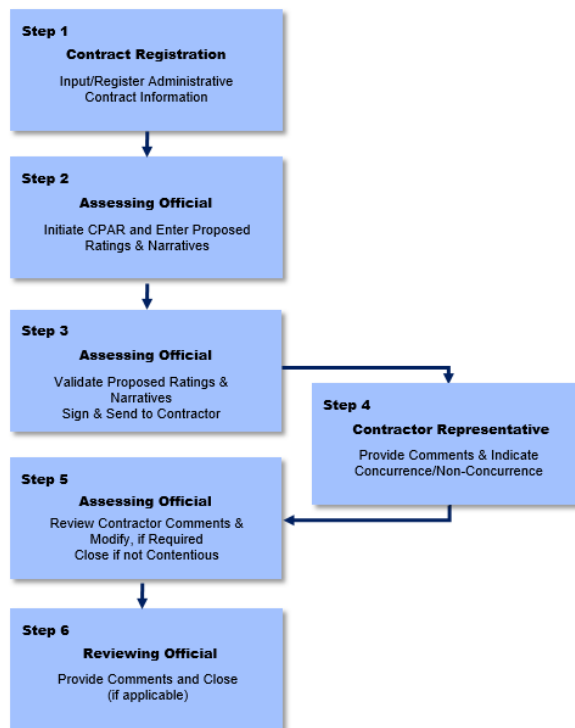 Step 1
Contract Registration
Input/Register Administrative
Contract Information
Step 2
Assessing Official
Initiate CPAR and Enter Proposed
Ratings & Narratives
Step 3
Assessing Official
Validate Proposed Ratings &
Narratives
Sign & Send to Contractor
Step 4
Contractor Representative
Provide Comments & Indicate
Concurrence/Non-Concurrence
Step 5
Assessing Official
Review Contractor Comments &
Modify, if Required
Close if not Contentious
Step 6
Reviewing Official
Provide Comments and Close
(if applicable)